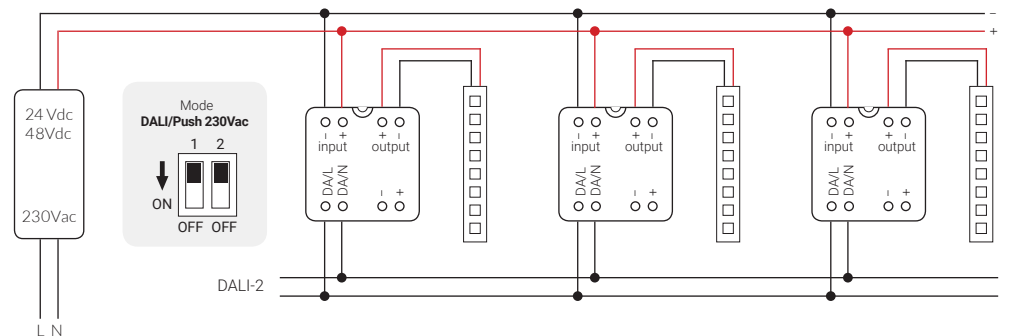 –
+
24 Vdc
48Vdc
230Vac
L N
Mode
DALI/Push 230Vac
1 2
ON
OFF OFF
– + + –
input output
DA/L
DA/N
– +
– + + –
input output
DA/L
DA/N
– +
– + + –
input output
DA/L
DA/N
– +
DALI-2